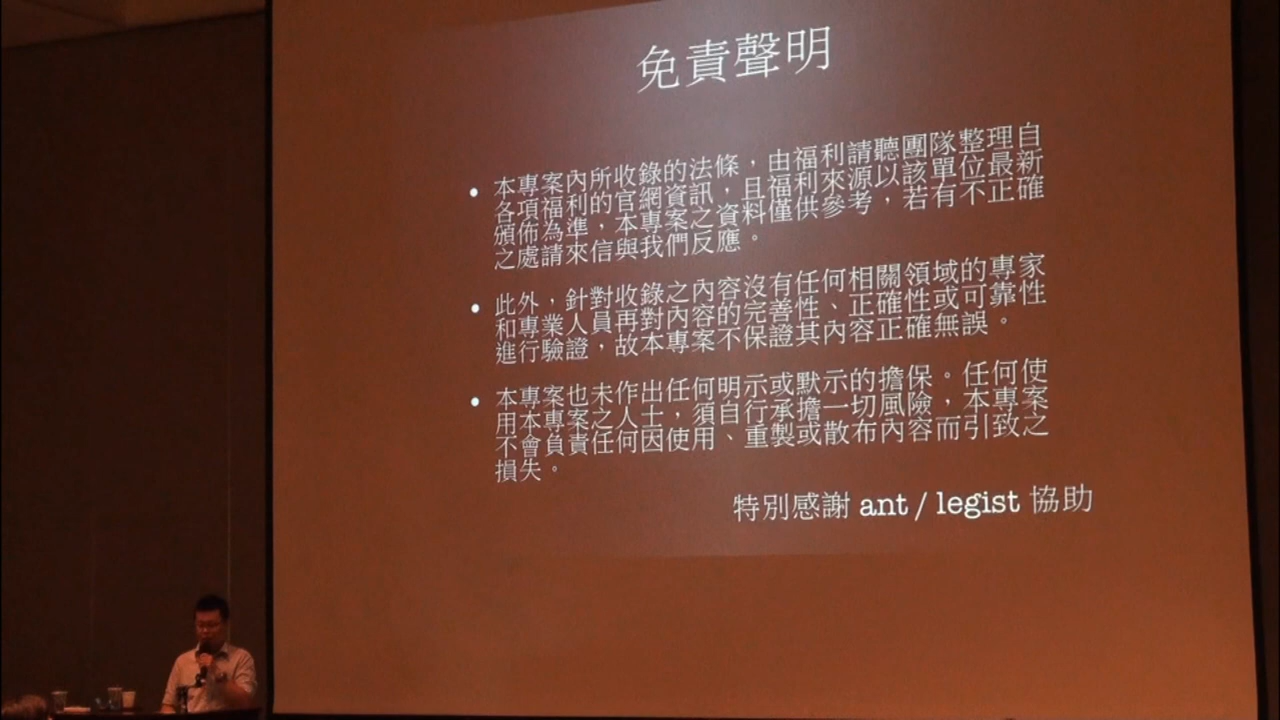 免責聲明
• 本專案內所收錄的法條，由福利請聽團隊整理自
各項福利的官網資訊，且福利來源以該單位最新
頒佈為準，本專案之資料僅供參考，若有不正確
之處請來信與我們反應。
• 此外，針對收錄之內容沒有任何相關領域的專家
和專業人員再對內容的完善性、正確性或可靠性
進行驗證，故本專案不保證其內容正確無誤。
• 本專案也未作出任何明示或默示的擔保。任何使
用本專案之人士，須自行承擔一切風險，本專案
不會負責任何因使用、重製或散布內容而引致之
損失。
特別感謝 ant / legist 協助